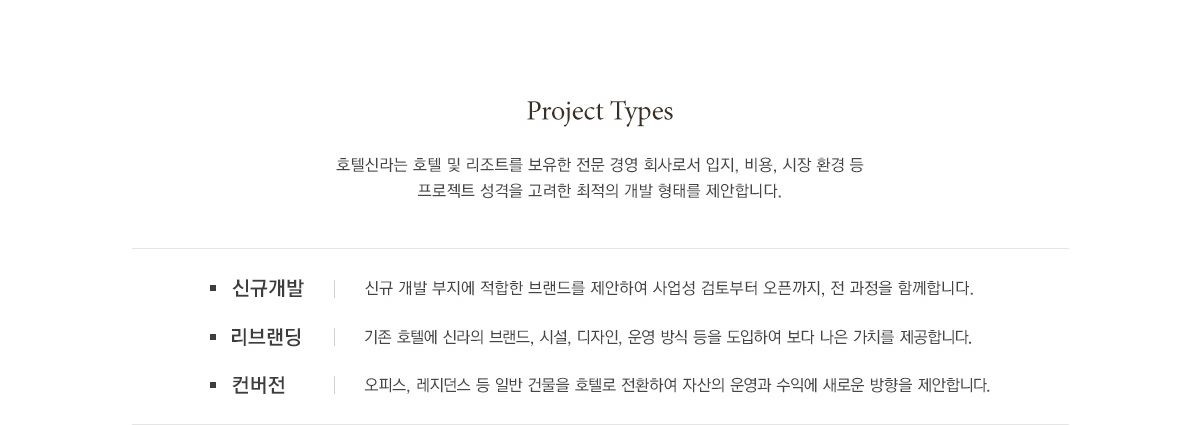 Project Types
호텔신라는 호텔 및 리조트를 보유한 전문 경영 회사로서 입지, 비용, 시장 환경 등
프로젝트 성격을 고려한 최적의 개발 형태를 제안합니다.
신규개발 신규 개발 부지에 적합한 브랜드를 제안하여 사업성 검토부터 오픈까지, 전 과정을 함께합니다.
리브랜딩 기존 호텔에 신라의 브랜드, 시설, 디자인, 운영 방식 등을 도입하여 보다 나은 가치를 제공합니다.
컨버전 오피스, 레지던스 등 일반 건물을 호텔로 전환하여 자산의 운영과 수익에 새로운 방향을 제안합니다.